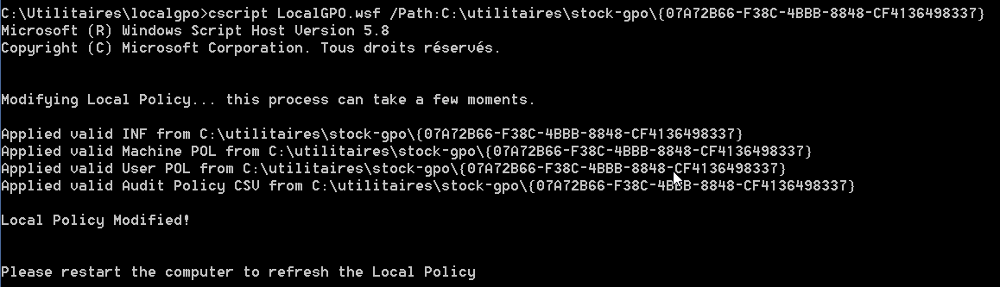 C:\Utilitaires\localgpo>cscript LocalGPO.wsf /Path:C:\utilitaires\stock-gpo\{07A72B66-F38C-4BBB-8848-CF4136498337}
Microsoft (R) Windows Script Host Version 5.8
Copyright (C) Microsoft Corporation. Tous droits réservés.
Modifying Local Policy... this process can take a few moments.
Applied valid INF from C:\utilitaires\stock-gpo\{07A72B66-F38C-4BBB-8848-CF4136498337}
Applied valid Machine POL from C:\utilitaires\stock-gpo\{07A72B66-F38C-4BBB-8848-CF4136498337}
Applied valid User POL from C:\utilitaires\stock-gpo\{07A72B66-F38C-4BBB-8848-CF4136498337}
Applied valid Audit Policy CSV from C:\utilitaires\stock-gpo\{07A72B66-F38C-4BBB-8848-CF4136498337}
Local Policy Modified!
Please restart the computer to refresh the Local Policy